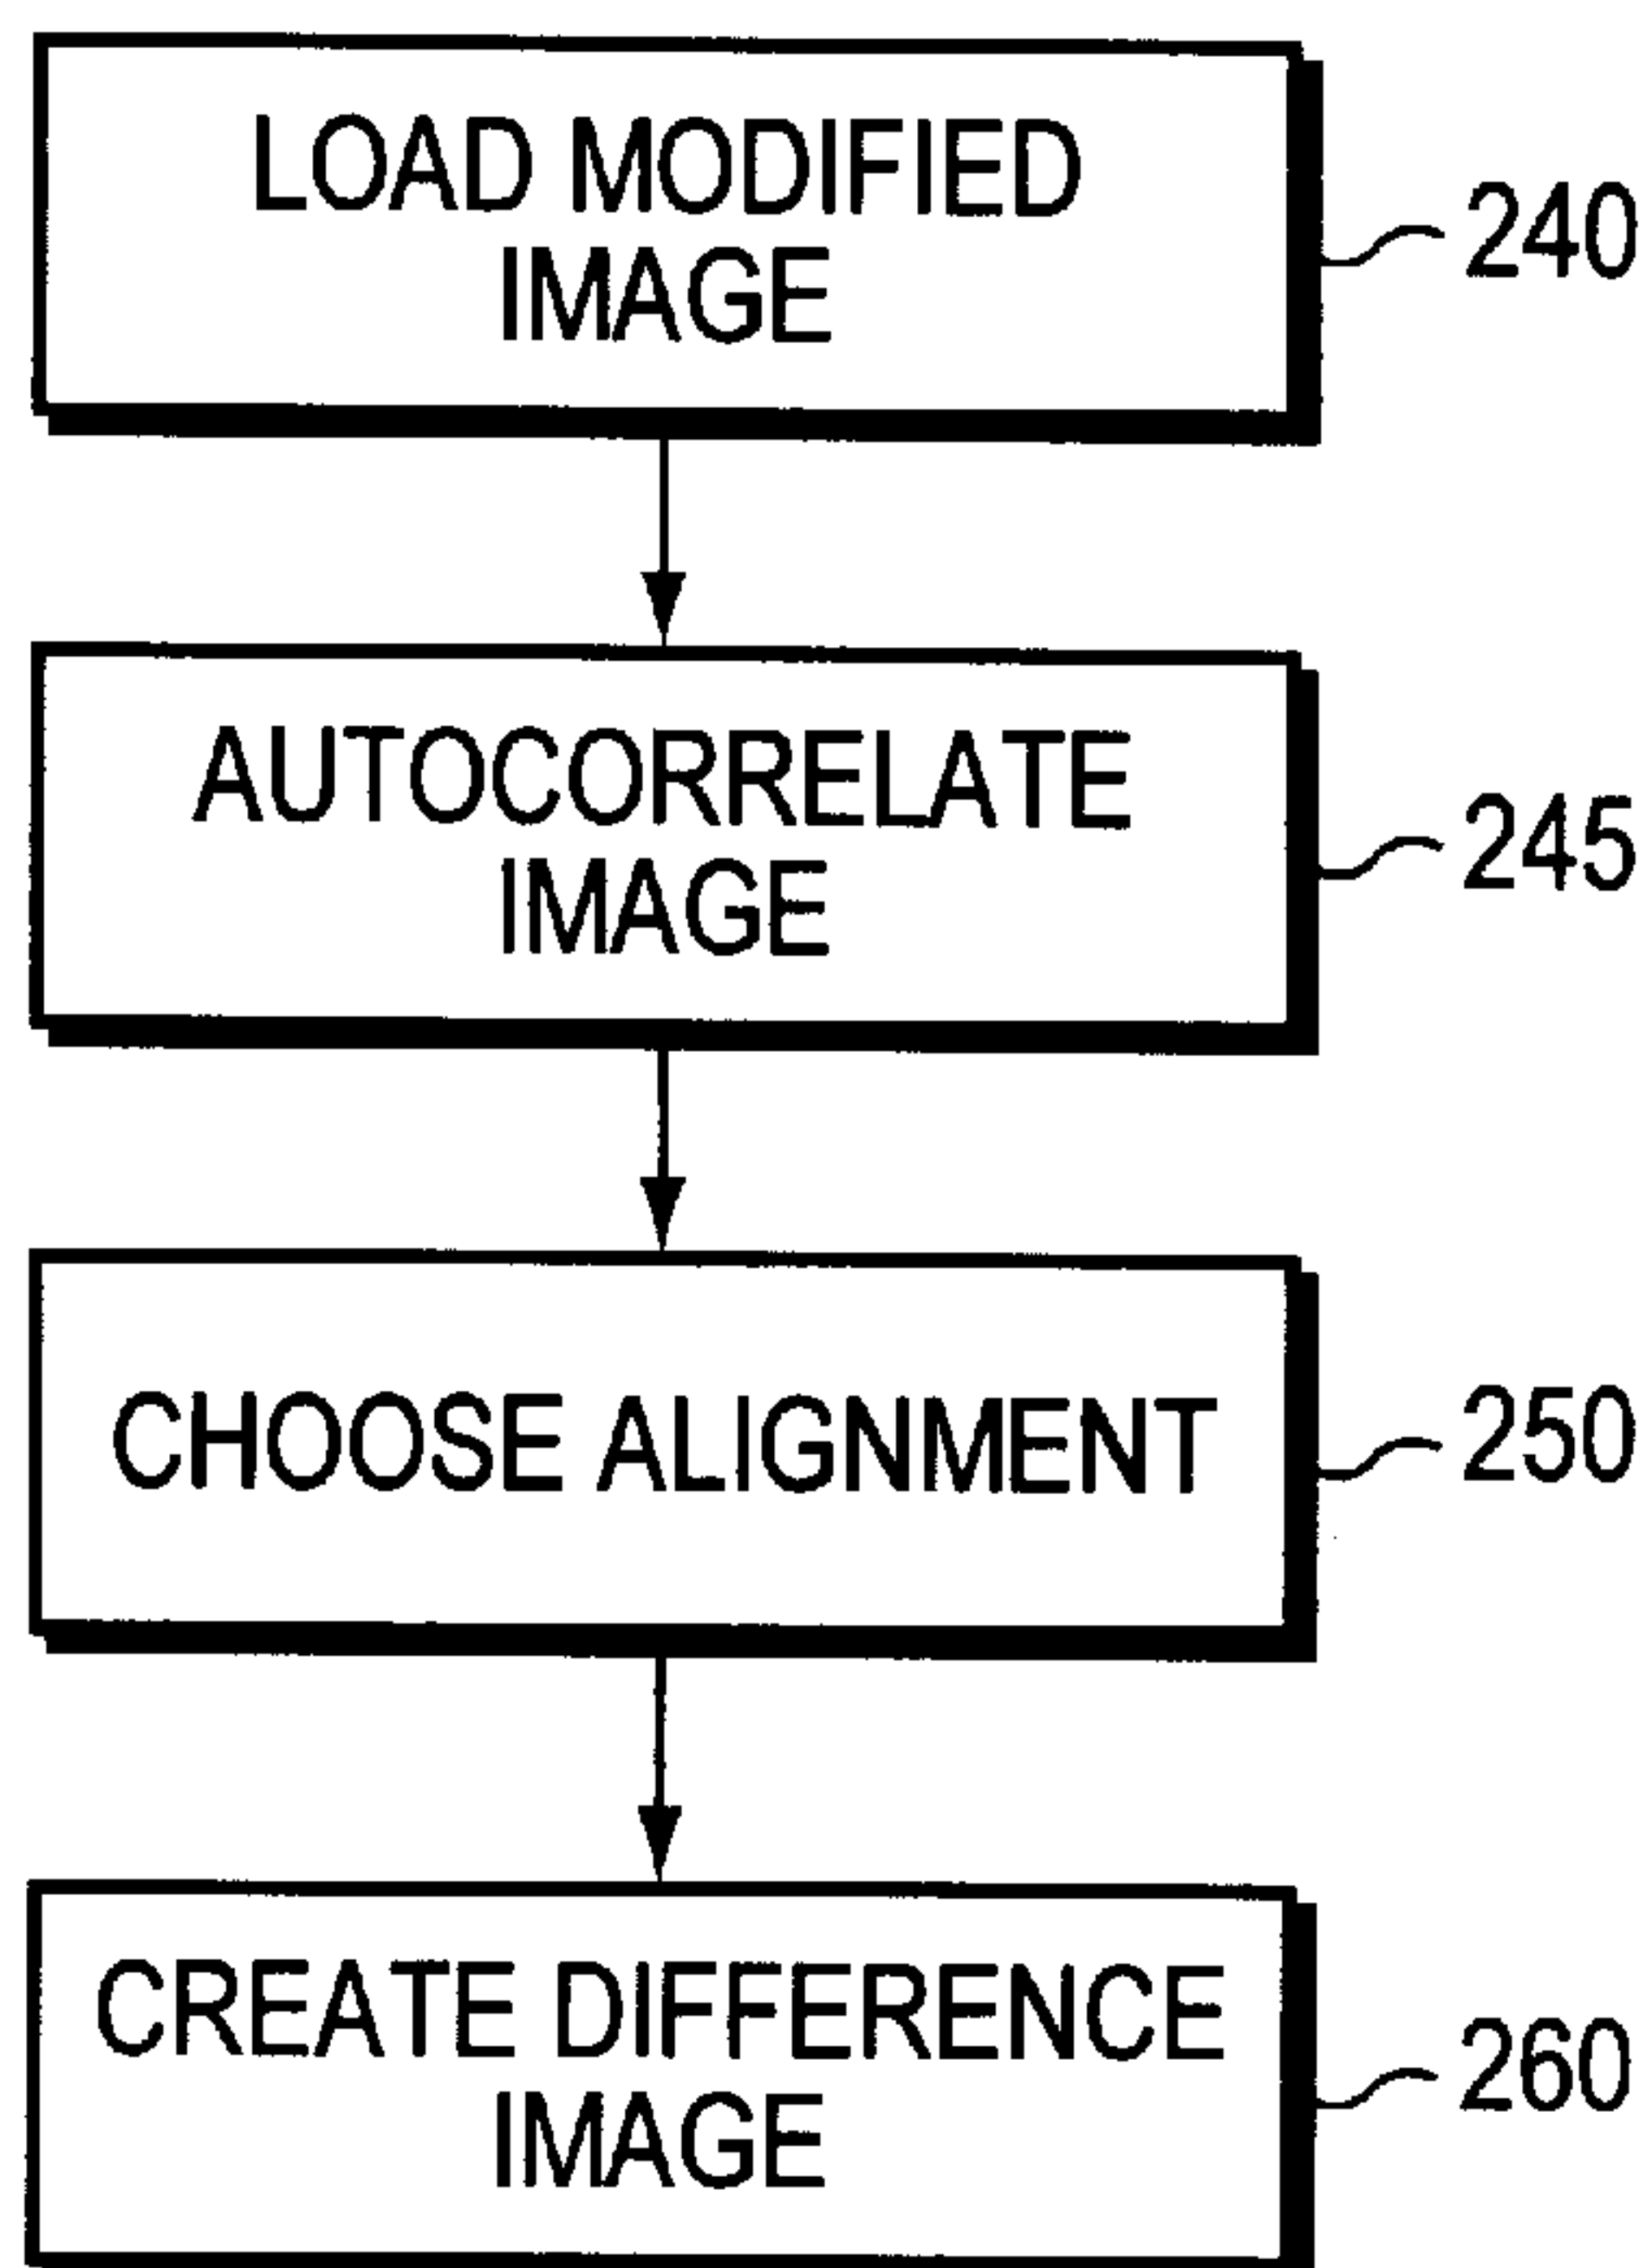 LOAD MODIFIED
IMAGE
240
AUTOCORRELATE
IMAGE
245
CHOOSE ALIGNMENT
250
CREATE DIFFERENCE
IMAGE
260